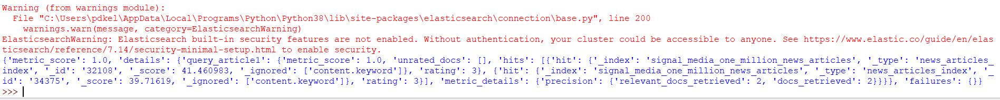 Warning (from warnings module):
  File "C:\Users\pdkel\AppData\Local\Programs\Python\Python38\lib\site-packages\elasticsearch\connection\base.py", line 200
    warnings.warn(message, category=ElasticsearchWarning)
ElasticsearchWarning: Elasticsearch built-in security features are not enabled. Without authentication, your cluster could be accessible to anyone. See https://www.elastic.co/guide/en/elas
ticsearch/reference/7.14/security-minimal-setup.html to enable security.
{'metric_score': 1.0, 'details': {'query_article1': {'metric_score': 1.0, 'unrated_docs': [], 'hits': [{'hit': {'_index': 'signal_media_one_million_news_articles', '_type': 'news_articles_
index', '_id': '32108', '_score': 41.460983, '_ignored': ['content.keyword']}, 'rating': 3}, {'hit': {'_index': 'signal_media_one_million_news_articles', '_type': 'news_articles_index', '_
id': '34375', '_score': 39.71619, '_ignored': ['content.keyword']}, 'rating': 3}], 'metric_details': {'precision': {'relevant_docs_retrieved': 2, 'docs_retrieved': 2}}}}, 'failures': {}}
>>>